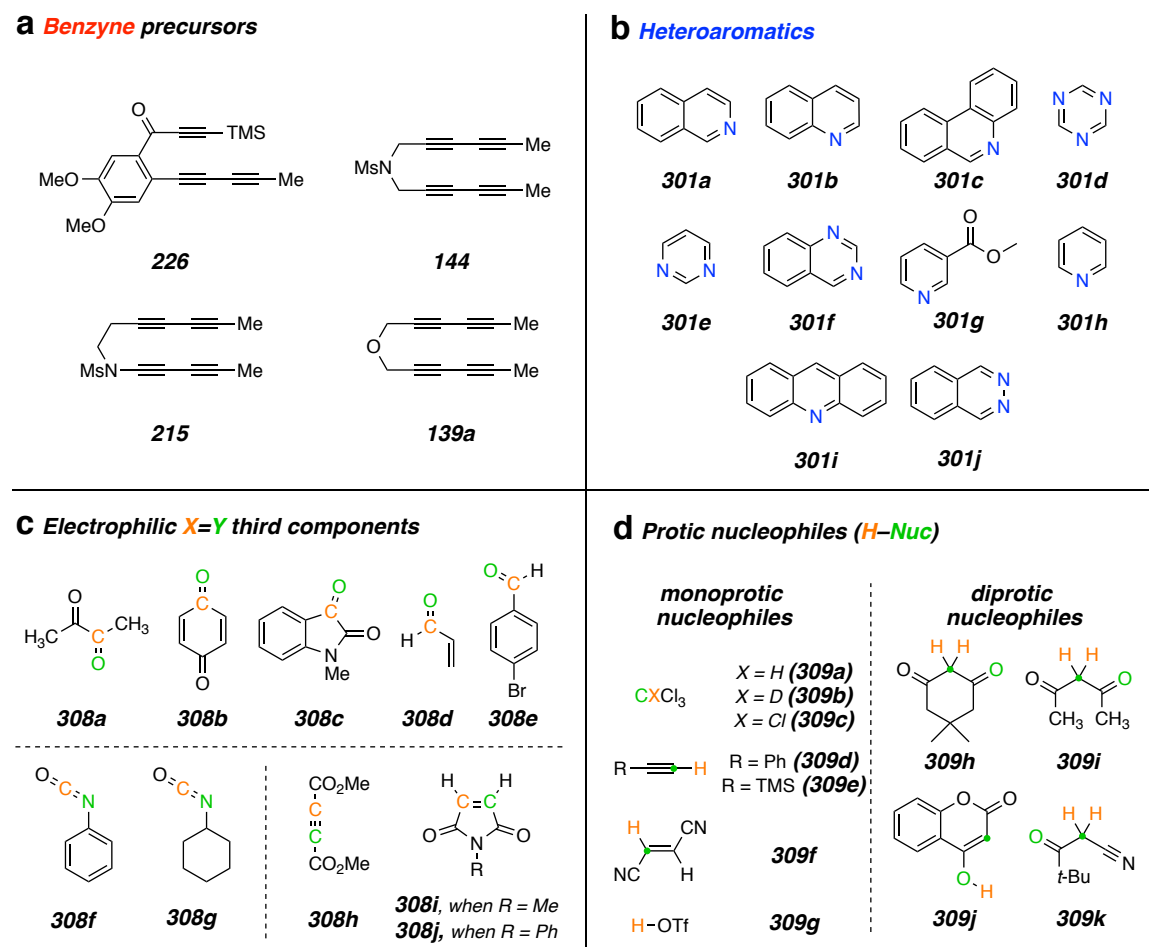 a Benzyne precursors
O
TMS
MeO
MeO
Me
226
Ms
N
Me
Me
144
Ms
N
Me
Me
215
O
Me
Me
139a
b Heteroaromatics
N
301a
N
301b
N
301c
N
N
N
301d
N
N
301e
N
N
301f
O
O
N
301g
N
301h
N
301i
N
N
301j
c Electrophilic X=Y third components
O
CH3
H3C
C
O
308a
O
C
O
308b
O
C
O
N
Me
308c
O
C
H
308d
O
C
H
Br
308e
O
C
N
308f
O
C
N
308g
CO2Me
C
C
CO2Me
308h
H
H
C=C
O
N
O
R
308i, when R = Me
308j, when R = Ph
d Protic nucleophiles (H–Nuc)
monoprotic
nucleophiles
CXCl3
X = H (309a)
X = D (309b)
X = Cl (309c)
R
H
R = Ph (309d)
R = TMS (309e)
H
CN
NC
H
309f
H–OTf
309g
diprotic
nucleophiles
H H
O
O
309h
H H
O
O
CH3 CH3
309i
O
O
O
H
309j
H H
O
N
t-Bu
309k